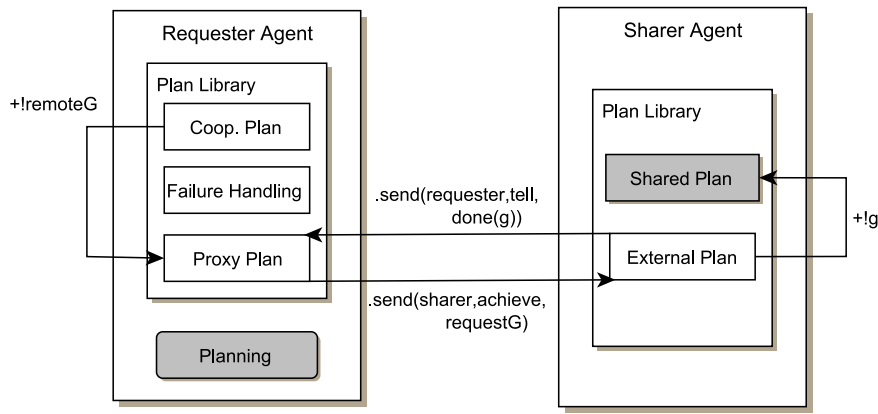 Requester Agent
Sharer Agent
Plan Library
+!remoteG
Coop. Plan
Plan Library
Failure Handling
Shared Plan
.send(requester,tell,
done(g))
+!g
Proxy Plan
External Plan
.send(sharer,achieve,
requestG)
Planning